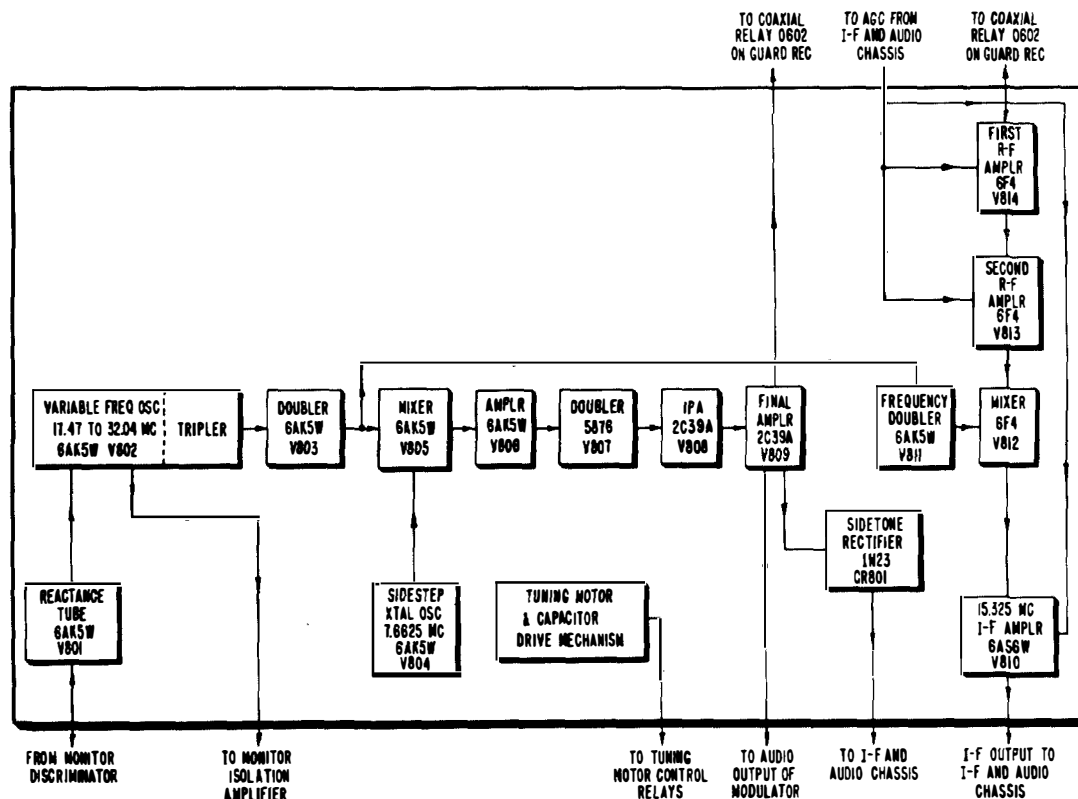 TO COAXIAL
RELAY O602
ON GUARD REC
TO AGC FROM
I-F AND AUDIO
CHASSIS
TO COAXIAL
RELAY O602
ON GUARD REC
FIRST
R-F
AMPLR
6F4
V814
SECOND
R-F
AMPLR
6F4
V813
VARIABLE FREQ OSC
17.47 TO 32.04 MC
6AK5W V802
TRIPLER
DOUBLER
6AK5W
V803
MIXER
6AK5W
V805
AMPLR
6AK5W
V806
DOUBLER
5876
V807
IPA
2C39A
V808
FINAL
AMPLR
2C39A
V809
FREQUENCY
DOUBLER
6AK5W
V811
MIXER
6F4
V812
REACTANCE
TUBE
6AK5W
V801
SIDESTEP
XTAL OSC
7.6625 MC
6AK5W
V804
TUNING MOTOR
& CAPACITOR
DRIVE MECHANISM
SIDETONE
RECTIFIER
1N23
CR801
15.325 MC
I-F AMPLR
6AS6W
V810
FROM MONITOR
DISCRIMINATOR
TO MONITOR
ISOLATION
AMPLIFIER
TO TUNING
MOTOR CONTROL
RELAYS
TO AUDIO
OUTPUT OF
MODULATOR
TO I-F AND
AUDIO CHASSIS
I-F OUTPUT TO
I-F AND AUDIO
CHASSIS